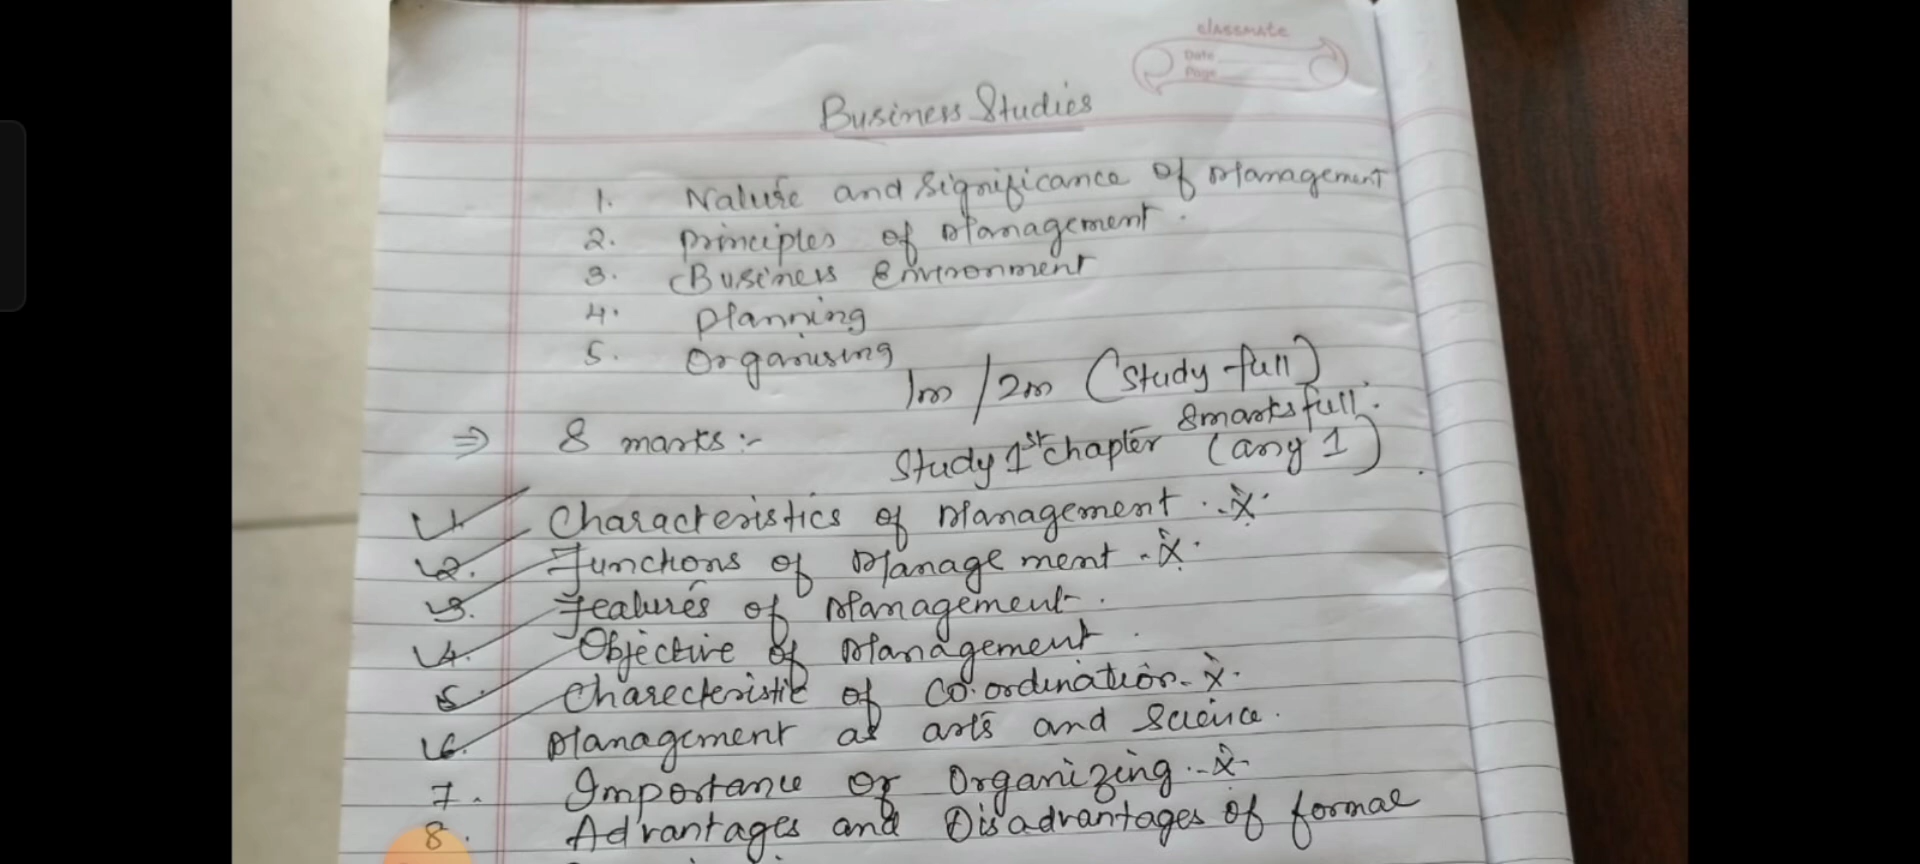 classmate
Date
Page
Business Studies
1. Nature and Significance of Management
2. principles of Management.
3. Business Environment
4. planning
5. Organising
1m / 2m (Study full)
⇒ 8 marks :-
8 marks full.
Study 1st chapter (any 1)
1. Characteristics of Management. ※
2. Functions of Management. ※
3. Features of Management.
4. Objective of Management.
5. Charecteristic of Co.ordination. ※
6. Management as arts and Science.
7. Importance of Organizing. ※
8. Advantages and Disadvantages of formal